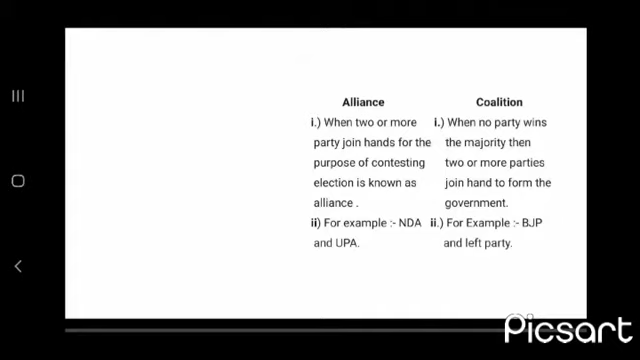 Alliance
i.) When two or more
party join hands for the
purpose of contesting
election is known as
alliance .
ii) For example :- NDA
and UPA.
Coalition
i.) When no party wins
the majority then
two or more parties
join hand to form the
government.
ii.) For Example :- BJP
and left party.
Picsart